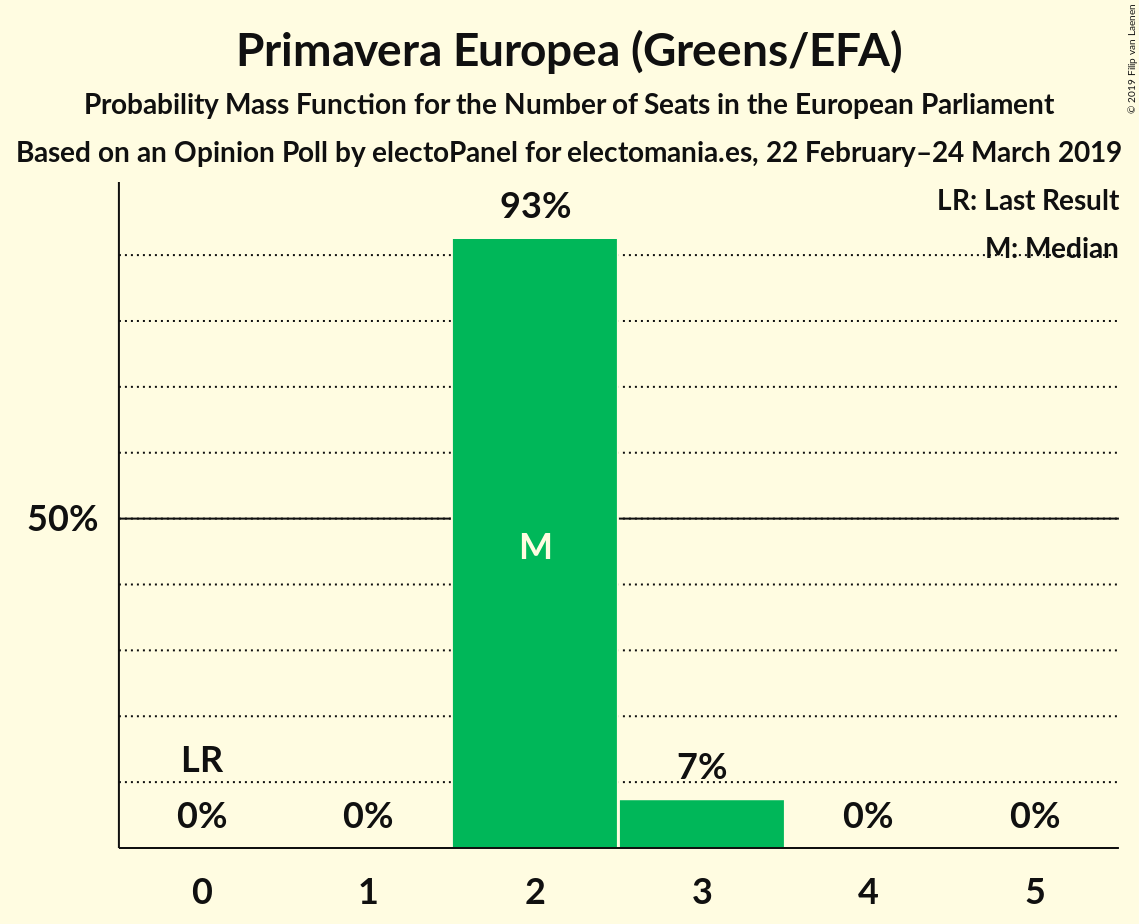 Primavera Europea (Greens/EFA)
Probability Mass Function for the Number of Seats in the European Parliament
Based on an Opinion Poll by electoPanel for electomania.es, 22 February–24 March 2019
© 2019 Filip van Laenen
LR: Last Result
M: Median
93%
50%
M
LR
7%
0% 0% 0% 0%
0 1 2 3 4 5